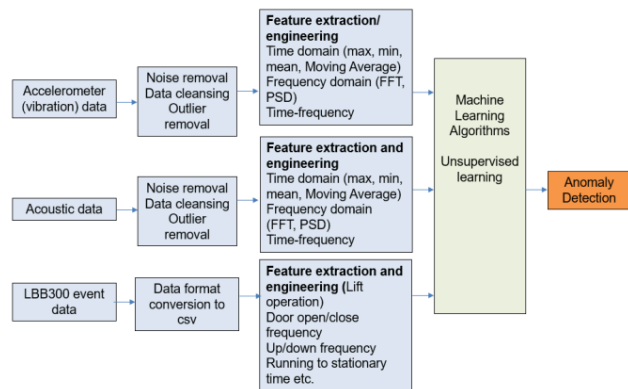 Accelerometer
(vibration) data
Noise removal
Data cleansing
Outlier
removal
Feature extraction/
engineering
Time domain (max, min,
mean, Moving Average)
Frequency domain (FFT,
PSD)
Time-frequency
Acoustic data
Noise removal
Data cleansing
Outlier
removal
Feature extraction and
engineering
Time domain (max, min,
mean, Moving Average)
Frequency domain
(FFT, PSD)
Time-frequency
LBB300 event
data
Data format
conversion to
csv
Feature extraction and
engineering (Lift
operation)
Door open/close
frequency
Up/down frequency
Running to stationary
time etc.
Machine
Learning
Algorithms
Unsupervised
learning
Anomaly
Detection